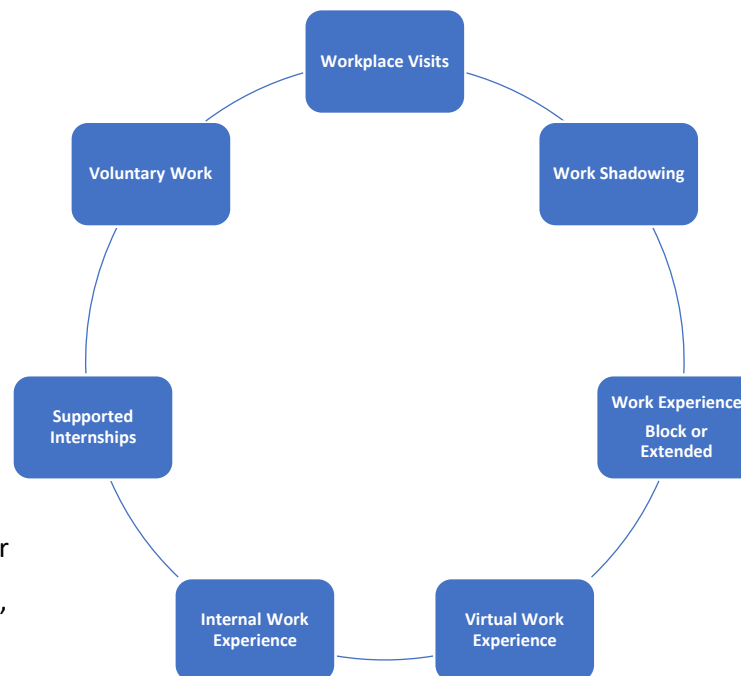 Workplace Visits
Work Shadowing
Work Experience
Block or
Extended
Virtual Work
Experience
Internal Work
Experience
Supported
Internships
Voluntary Work
r
,